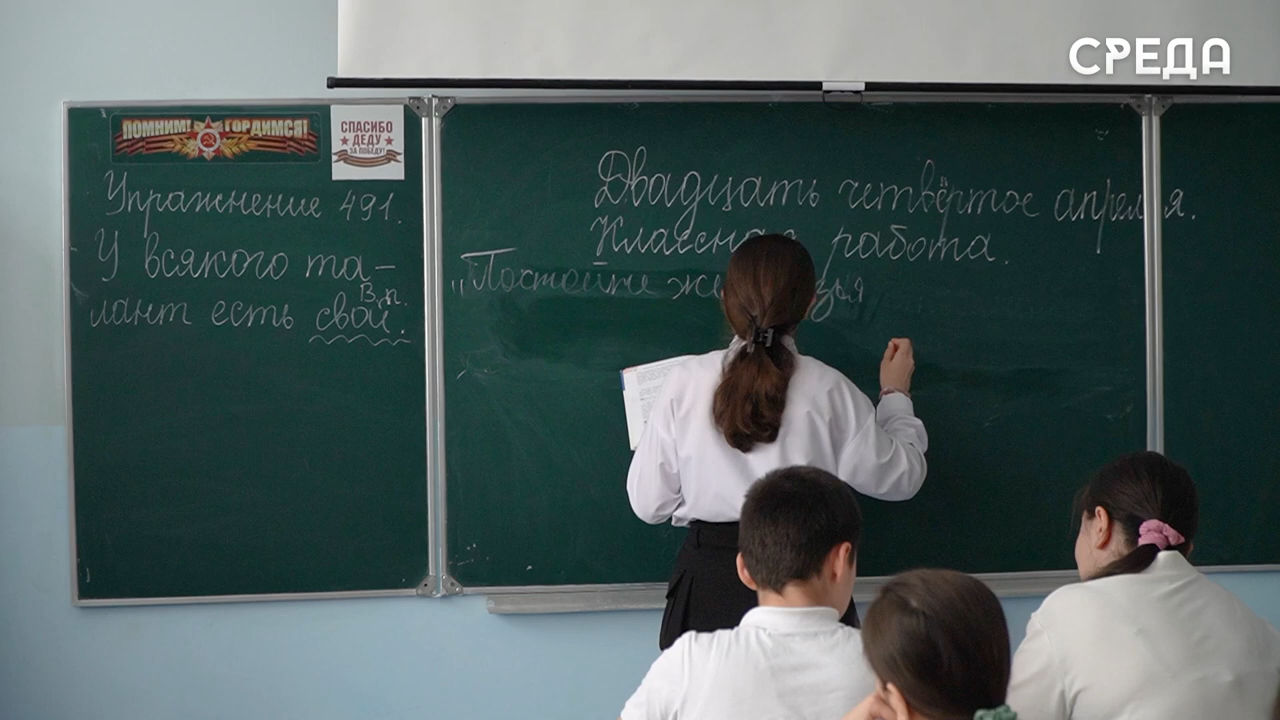 СРЕДА
ПОМНИМ! ГОРДИМСЯ!
СПАСИБО
ДЕДУ
ЗА ПОБЕДУ!
Упражнение 491.
У всякого та-
лант есть свой.
В.п.
Двадцать четвёртое апреля.
Классная работа.